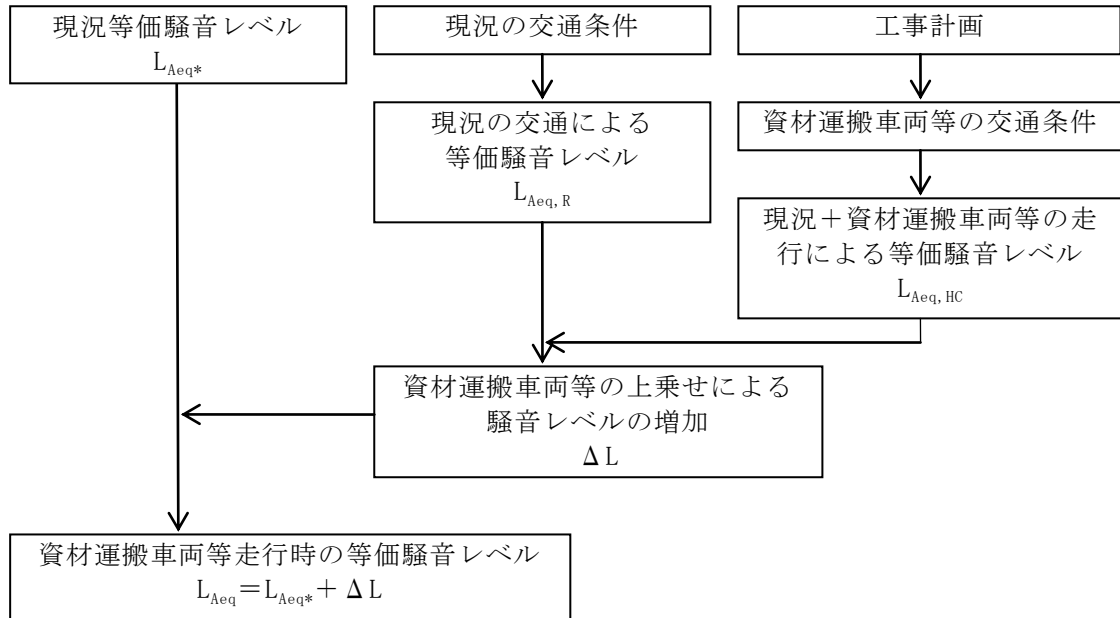 現況等価騒音レベル
L_Aeq*
現況の交通条件
工事計画
現況の交通による
等価騒音レベル
L_Aeq,R
資材運搬車両等の交通条件
現況＋資材運搬車両等の走
行による等価騒音レベル
L_Aeq,HC
資材運搬車両等の上乗せによる
騒音レベルの増加
ΔL
資材運搬車両等走行時の等価騒音レベル
L_Aeq＝L_Aeq*＋ΔL